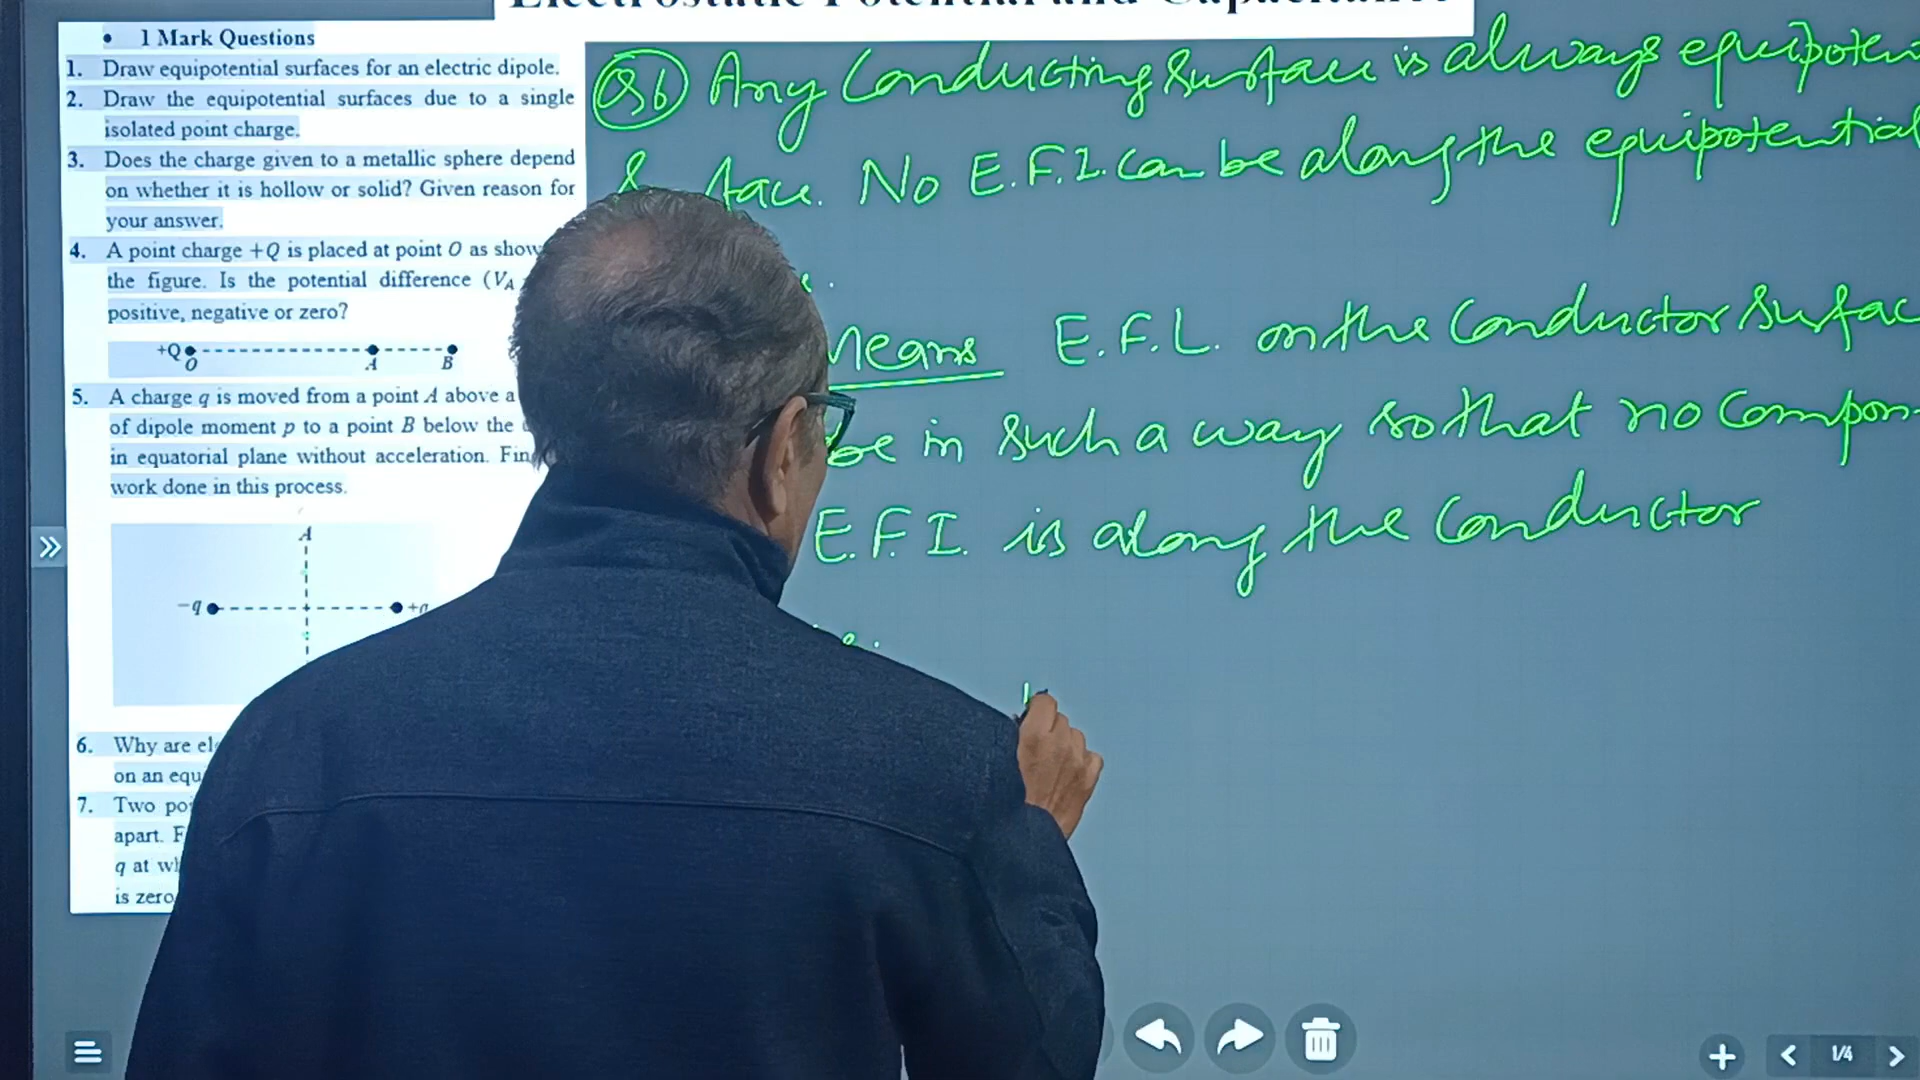 Electrostatic Potential and Capacitance
• 1 Mark Questions
1. Draw equipotential surfaces for an electric dipole.
2. Draw the equipotential surfaces due to a single
isolated point charge.
3. Does the charge given to a metallic sphere depend
on whether it is hollow or solid? Given reason for
your answer.
4. A point charge +Q is placed at point O as show
the figure. Is the potential difference (VA
positive, negative or zero?
+Q O A B
5. A charge q is moved from a point A above a
of dipole moment p to a point B below the
in equatorial plane without acceleration. Fin
work done in this process.
A
-q +q
6. Why are el
on an equ
7. Two poi
apart. F
q at wh
is zero
Q6 Any Conducting Surface is always equipoten
face. No E.F.I. can be along the equipotential
Means E.F.L. on the Conductor Surfac
be in such a way so that no Compon
E.F.I. is along the Conductor
1/4